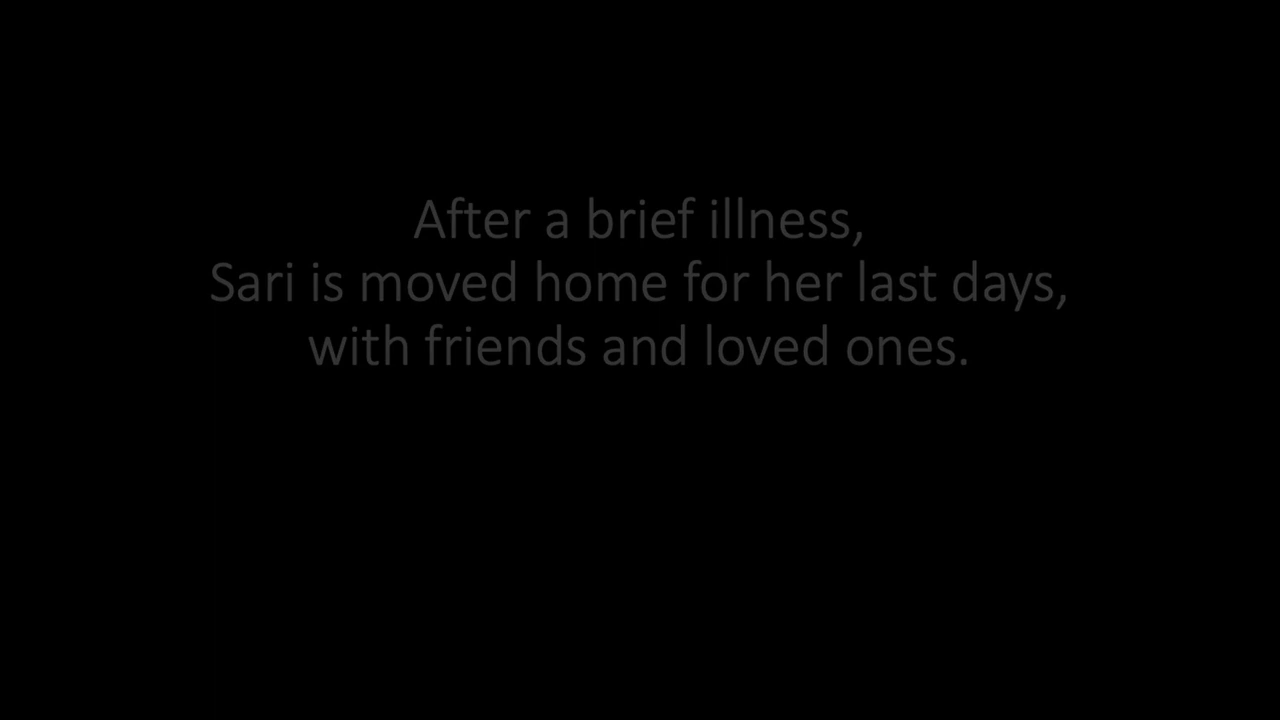 After a brief illness,
Sari is moved home for her last days,
with friends and loved ones.